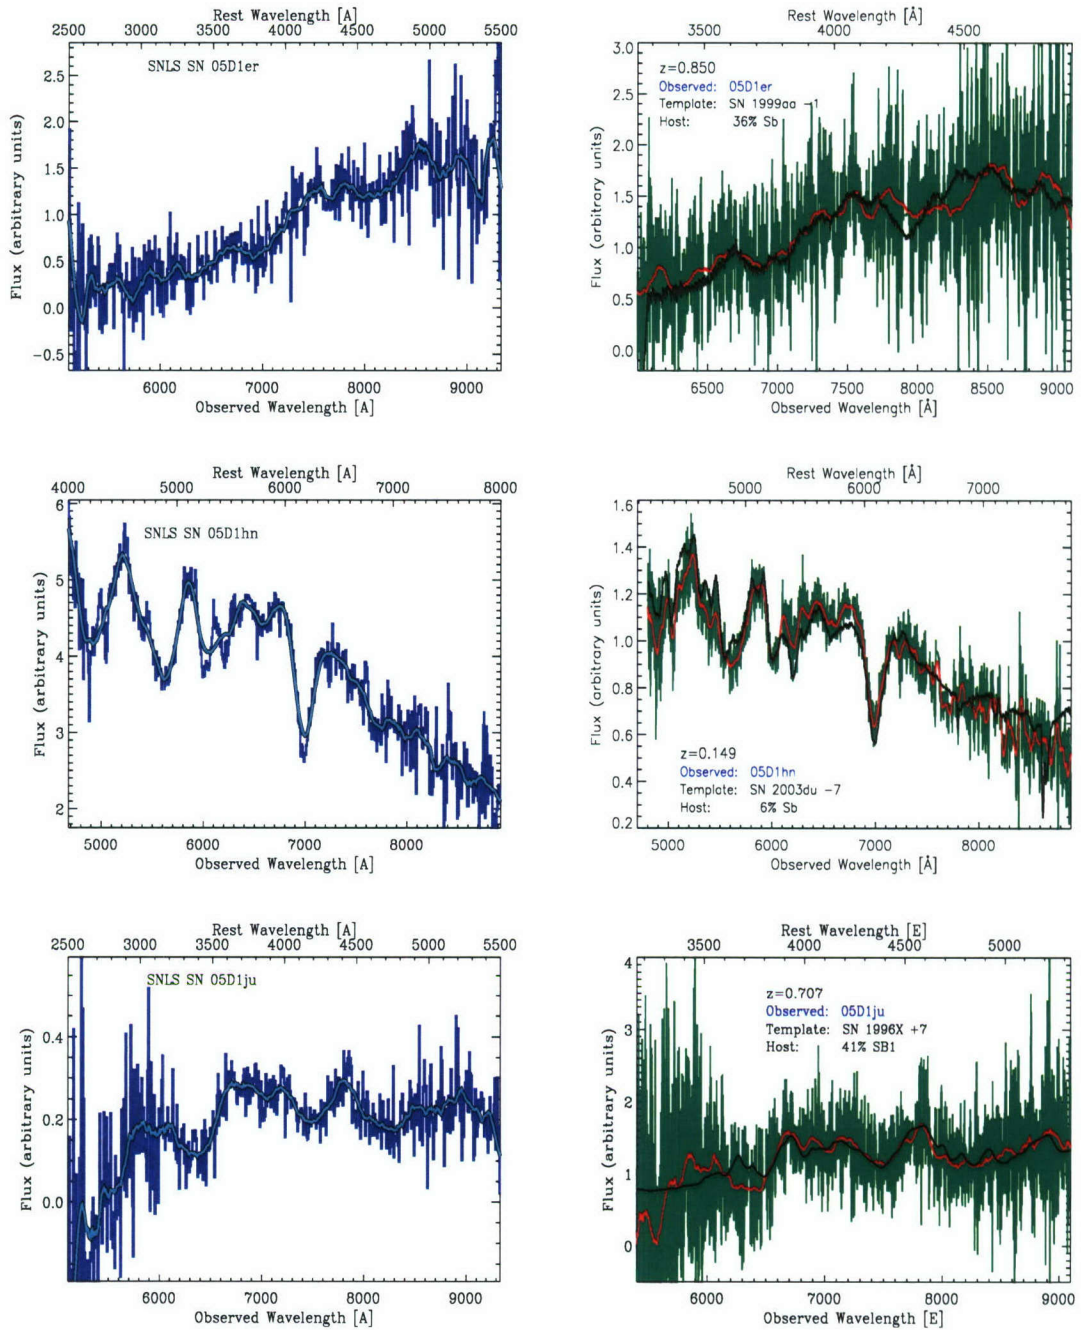 Rest Wavelength [A]
2500 3000 3500 4000 4500 5000 5500
SNLS SN 05D1er
Flux (arbitrary units)
2.5
2.0
1.5
1.0
0.5
0.0
−0.5
6000 7000 8000 9000
Observed Wavelength [A]
Rest Wavelength [Å]
3500 4000 4500
z=0.850
Observed: 05D1er
Template: SN 1999aa −1
Host: 36% Sb
Flux (arbitrary units)
3.0
2.5
2.0
1.5
1.0
0.5
0.0
6500 7000 7500 8000 8500 9000
Observed Wavelength [Å]
Rest Wavelength [A]
4000 5000 6000 7000 8000
SNLS SN 05D1hn
Flux (arbitrary units)
6
5
4
3
2
5000 6000 7000 8000
Observed Wavelength [A]
Rest Wavelength [Å]
5000 6000 7000
Flux (arbitrary units)
1.6
1.4
1.2
1.0
0.8
0.6
0.4
0.2
z=0.149
Observed: 05D1hn
Template: SN 2003du −7
Host: 6% Sb
5000 6000 7000 8000
Observed Wavelength [Å]
Rest Wavelength [A]
2500 3000 3500 4000 4500 5000 5500
SNLS SN 05D1ju
Flux (arbitrary units)
0.4
0.2
0.0
6000 7000 8000 9000
Observed Wavelength [A]
Rest Wavelength [E]
3500 4000 4500 5000
z=0.707
Observed: 05D1ju
Template: SN 1996X +7
Host: 41% SB1
Flux (arbitrary units)
4
3
2
1
0
6000 7000 8000 9000
Observed Wavelength [E]